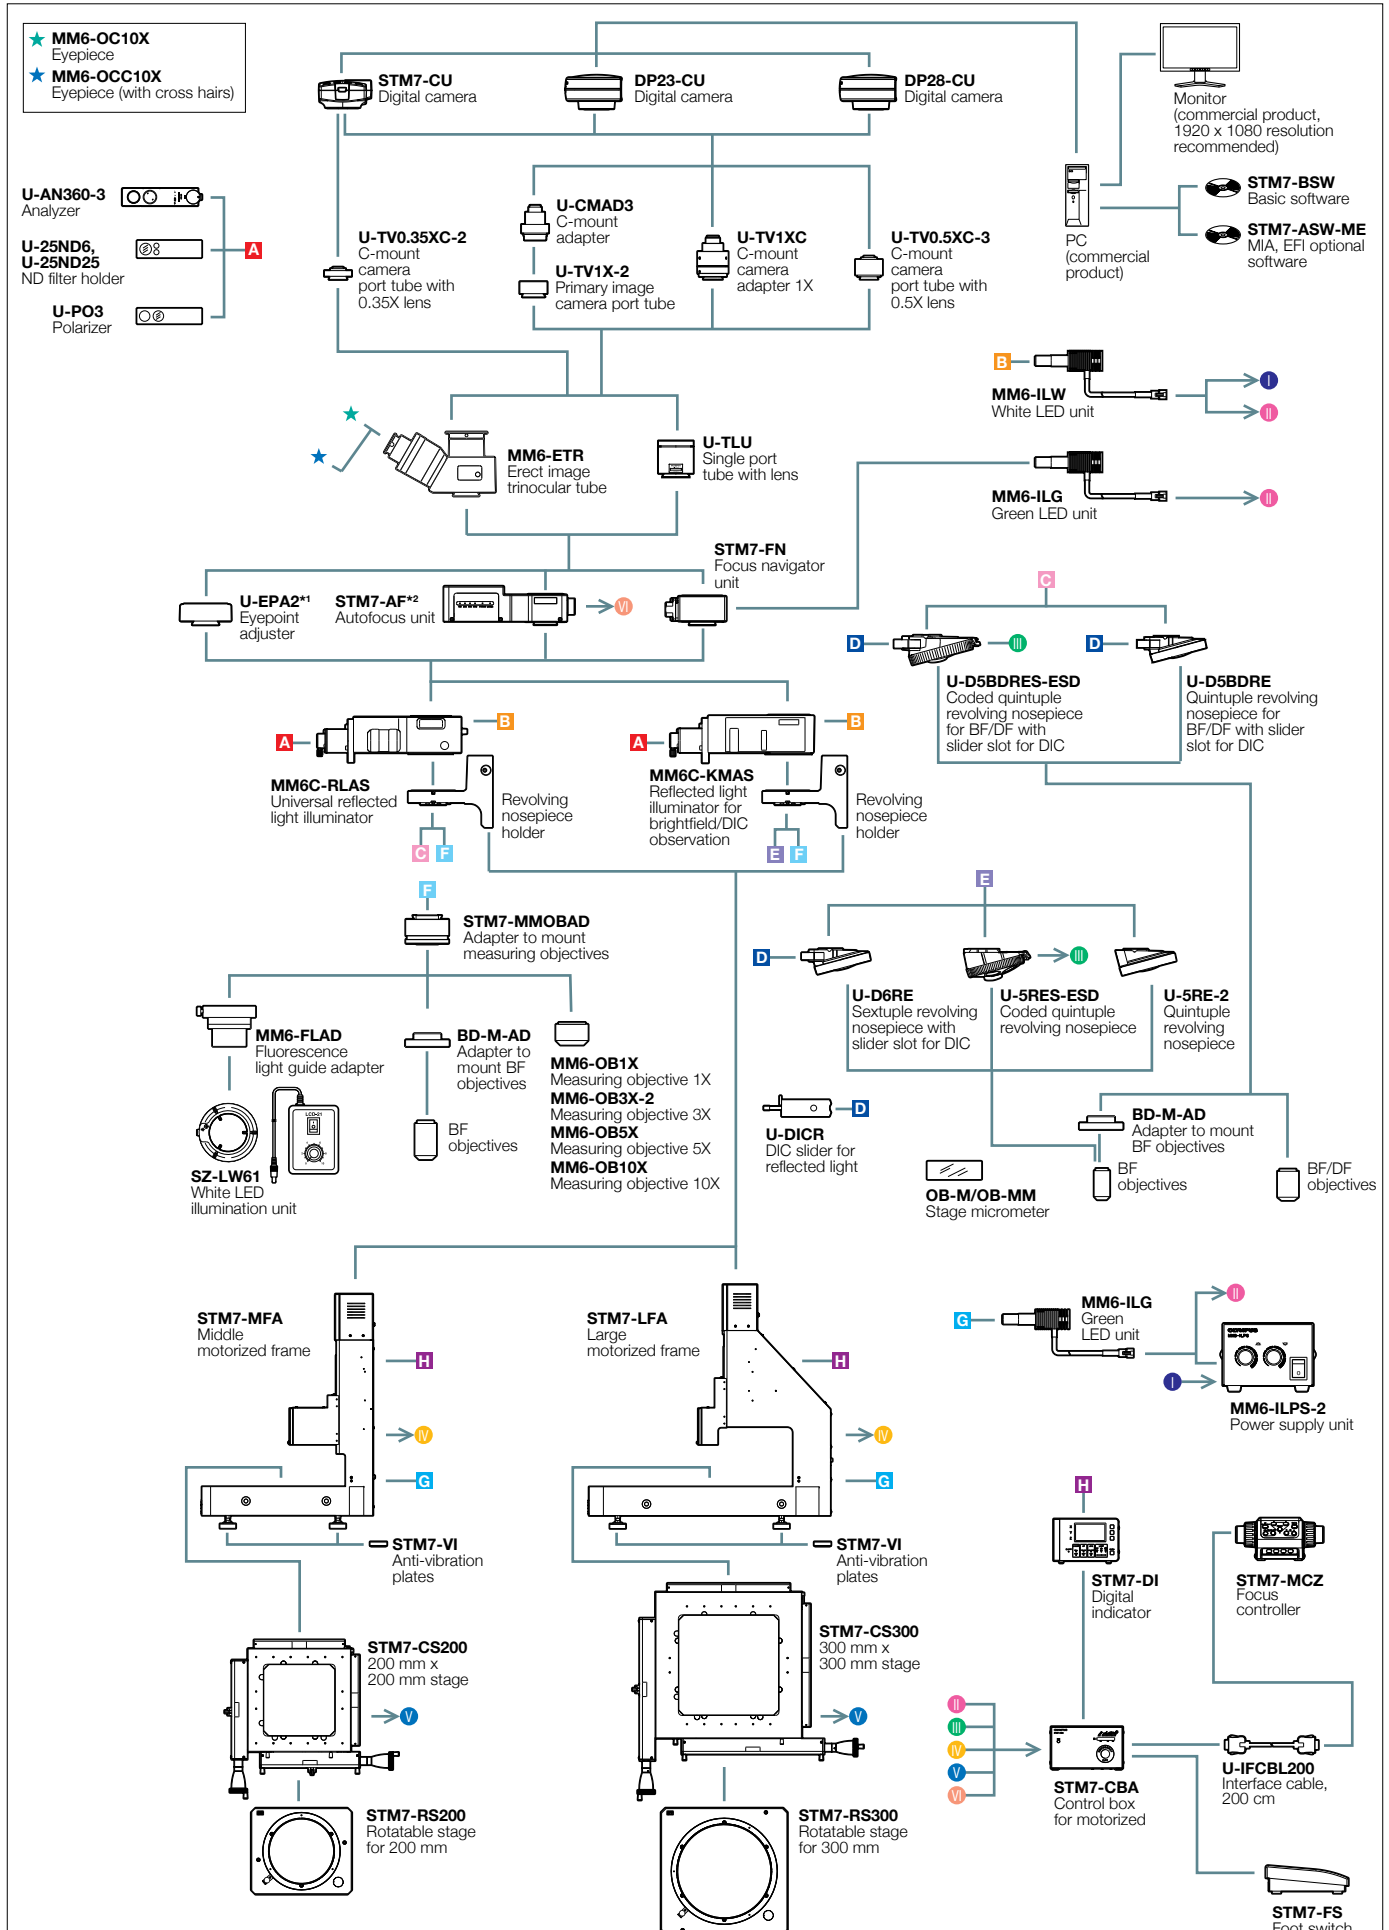 ★ MM6-OC10X
Eyepiece
★ MM6-OCC10X
Eyepiece (with cross hairs)
STM7-CU
Digital camera
DP23-CU
Digital camera
DP28-CU
Digital camera
Monitor
(commercial product,
1920 x 1080 resolution
recommended)
STM7-BSW
Basic software
STM7-ASW-ME
MIA, EFI optional
software
PC
(commercial
product)
U-AN360-3
Analyzer
U-25ND6,
U-25ND25
ND filter holder
U-PO3
Polarizer
A
U-TV0.35XC-2
C-mount
camera
port tube with
0.35X lens
U-CMAD3
C-mount
adapter
U-TV1X-2
Primary image
camera port tube
U-TV1XC
C-mount
camera
adapter 1X
U-TV0.5XC-3
C-mount
camera
port tube with
0.5X lens
B
MM6-ILW
White LED unit
I
II
MM6-ETR
Erect image
trinocular tube
U-TLU
Single port
tube with lens
MM6-ILG
Green LED unit
II
STM7-FN
Focus navigator
unit
U-EPA2*1
Eyepoint
adjuster
STM7-AF*2
Autofocus unit
VI
C
D
III
D
U-D5BDRES-ESD
Coded quintuple
revolving nosepiece
for BF/DF with
slider slot for DIC
U-D5BDRE
Quintuple revolving
nosepiece for
BF/DF with slider
slot for DIC
A
B
A
B
MM6C-RLAS
Universal reflected
light illuminator
Revolving
nosepiece
holder
C F
MM6C-KMAS
Reflected light
illuminator for
brightfield/DIC
observation
Revolving
nosepiece
holder
E F
F
STM7-MMOBAD
Adapter to mount
measuring objectives
E
D
III
U-D6RE
Sextuple revolving
nosepiece with
slider slot for DIC
U-5RES-ESD
Coded quintuple
revolving nosepiece
U-5RE-2
Quintuple
revolving
nosepiece
MM6-FLAD
Fluorescence
light guide adapter
BD-M-AD
Adapter to
mount BF
objectives
MM6-OB1X
Measuring objective 1X
MM6-OB3X-2
Measuring objective 3X
MM6-OB5X
Measuring objective 5X
MM6-OB10X
Measuring objective 10X
BF
objectives
SZ-LW61
White LED
illumination unit
D
U-DICR
DIC slider for
reflected light
OB-M/OB-MM
Stage micrometer
BD-M-AD
Adapter to mount
BF objectives
BF
objectives
BF/DF
objectives
STM7-MFA
Middle
motorized frame
H
IV
G
STM7-LFA
Large
motorized frame
H
IV
G
G
MM6-ILG
Green
LED unit
II
I
OLYMPUS
MM6-ILPS-2
Power supply unit
STM7-VI
Anti-vibration
plates
STM7-VI
Anti-vibration
plates
H
STM7-DI
Digital
indicator
STM7-MCZ
Focus
controller
STM7-CS200
200 mm x
200 mm stage
V
STM7-CS300
300 mm x
300 mm stage
V
II
III
IV
V
VI
STM7-CBA
Control box
for motorized
U-IFCBL200
Interface cable,
200 cm
STM7-RS200
Rotatable stage
for 200 mm
STM7-RS300
Rotatable stage
for 300 mm
STM7-FS
Foot switch